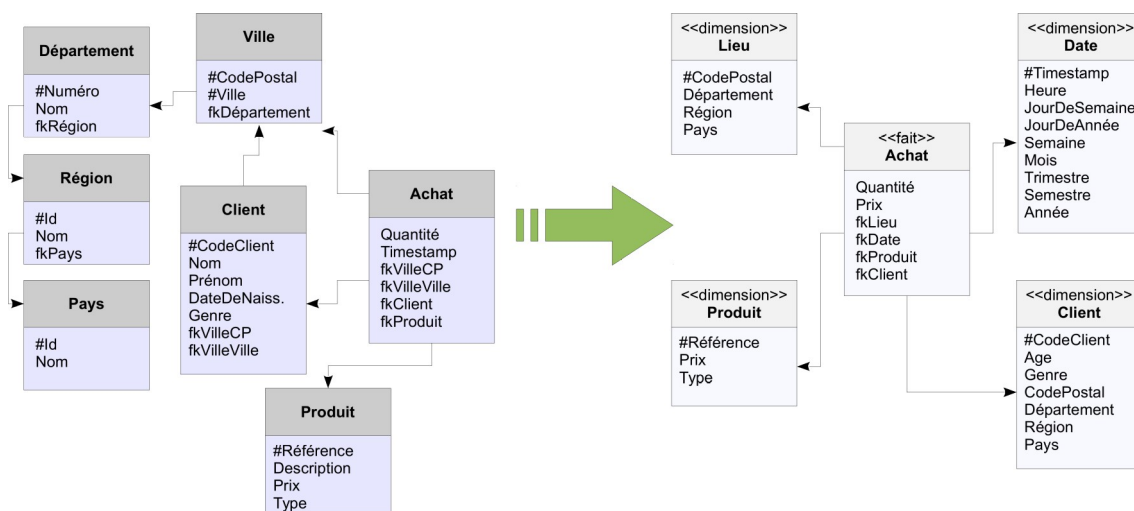 Département
#Numéro
Nom
fkRégion
Ville
#CodePostal
#Ville
fkDépartement
Région
#Id
Nom
fkPays
Pays
#Id
Nom
Client
#CodeClient
Nom
Prénom
DateDeNaiss.
Genre
fkVilleCP
fkVilleVille
Achat
Quantité
Timestamp
fkVilleCP
fkVilleVille
fkClient
fkProduit
Produit
#Référence
Description
Prix
Type
<<dimension>>
Lieu
#CodePostal
Département
Région
Pays
<<dimension>>
Date
#Timestamp
Heure
JourDeSemaine
JourDeAnnée
Semaine
Mois
Trimestre
Semestre
Année
<<fait>>
Achat
Quantité
Prix
fkLieu
fkDate
fkProduit
fkClient
<<dimension>>
Produit
#Référence
Prix
Type
<<dimension>>
Client
#CodeClient
Age
Genre
CodePostal
Département
Région
Pays